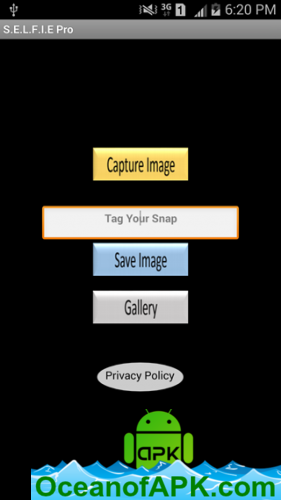 3G
1
6:20 PM
S.E.L.F.I.E Pro
Capture Image
Tag Your Snap
Save Image
Gallery
Privacy Policy
APK
OceanofAPK.com